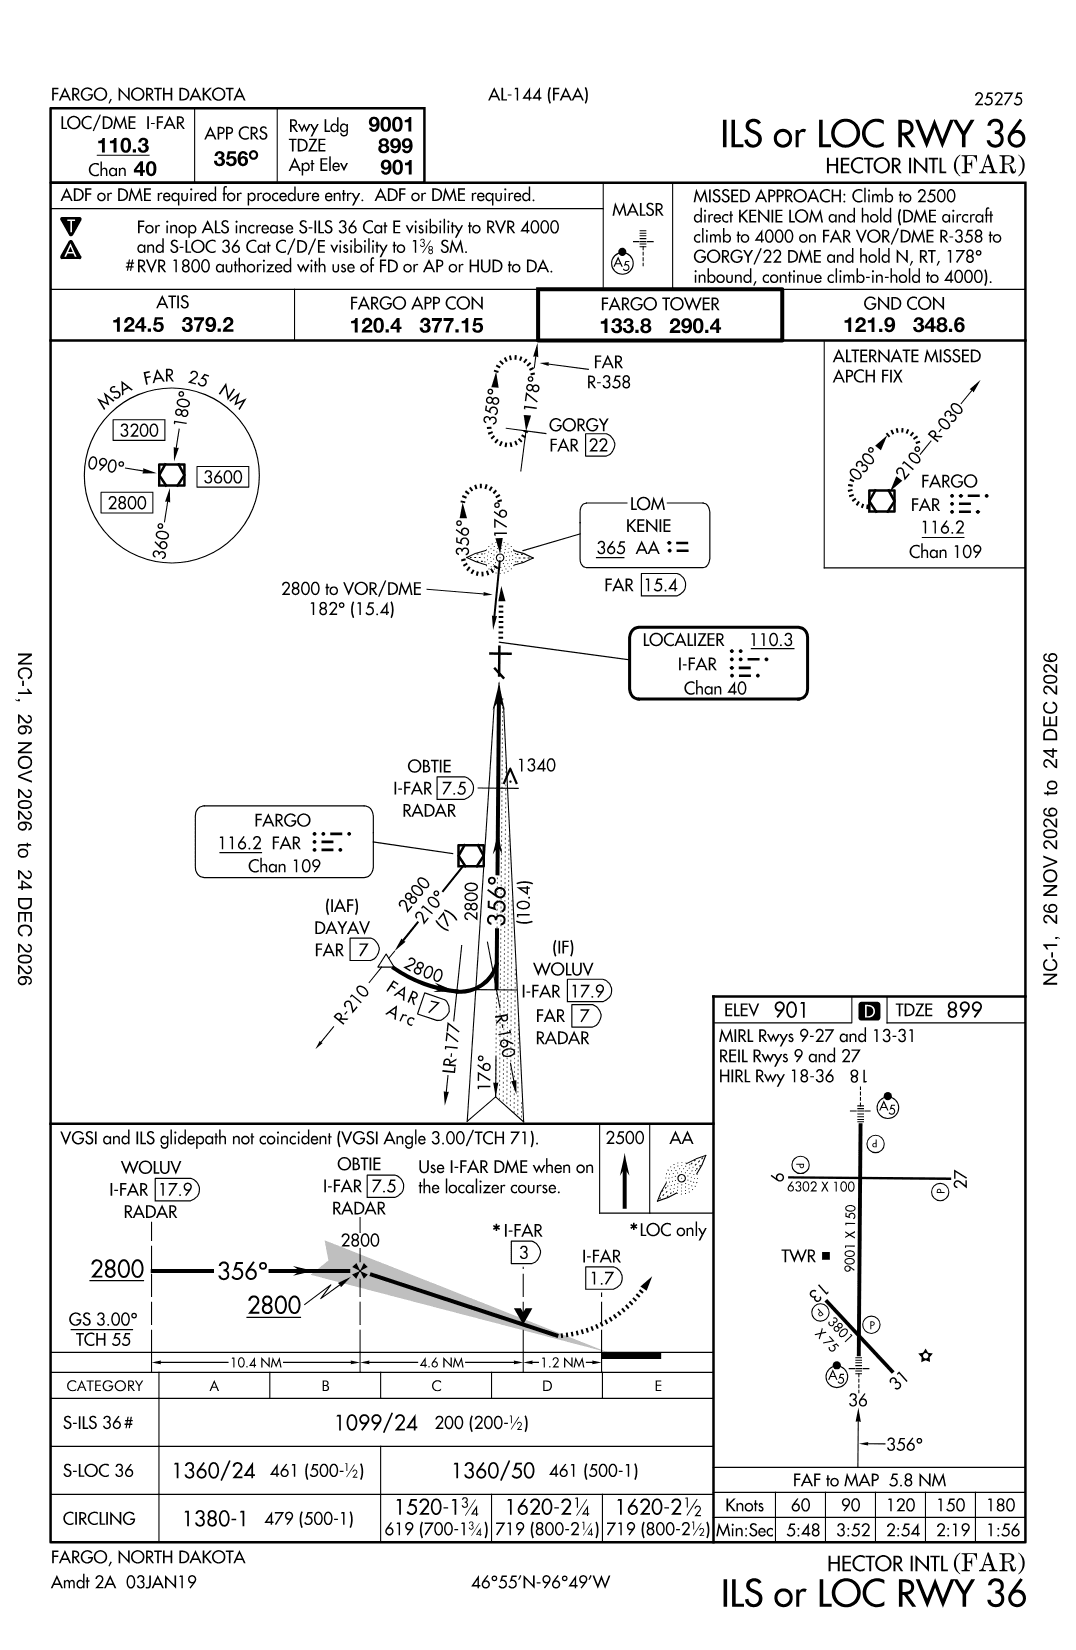 FARGO, NORTH DAKOTA
AL-144 (FAA)
25275
ILS or LOC RWY 36
HECTOR INTL (FAR)
LOC/DME I-FAR
110.3
Chan 40
APP CRS
356°
Rwy Ldg 9001
TDZE 899
Apt Elev 901
ADF or DME required for procedure entry. ADF or DME required.
T
A
For inop ALS increase S-ILS 36 Cat E visibility to RVR 4000
and S-LOC 36 Cat C/D/E visibility to 1⅜ SM.
#RVR 1800 authorized with use of FD or AP or HUD to DA.
MALSR
A5
MISSED APPROACH: Climb to 2500
direct KENIE LOM and hold (DME aircraft
climb to 4000 on FAR VOR/DME R-358 to
GORGY/22 DME and hold N, RT, 178°
inbound, continue climb-in-hold to 4000).
ATIS
124.5 379.2
FARGO APP CON
120.4 377.15
FARGO TOWER
133.8 290.4
GND CON
121.9 348.6
MSA FAR 25 NM
180°
3200
090°
3600
2800
360°
358°
178°
FAR
R-358
GORGY
FAR 22
ALTERNATE MISSED
APCH FIX
R-030
030°
210°
FARGO
FAR
116.2
Chan 109
356°
176°
LOM
KENIE
365 AA
FAR 15.4
2800 to VOR/DME
182° (15.4)
LOCALIZER 110.3
I-FAR
Chan 40
1340
OBTIE
I-FAR 7.5
RADAR
FARGO
116.2 FAR
Chan 109
2800
210°
(7)
2800
356°
(10.4)
(IAF)
DAYAV
FAR 7
2800
FAR 7
Arc
R-210
LR-177
176°
R-160
(IF)
WOLUV
I-FAR 17.9
FAR 7
RADAR
ELEV 901
D
TDZE 899
MIRL Rwys 9-27 and 13-31
REIL Rwys 9 and 27
HIRL Rwy 18-36
18
A5
P
P
9
27
6302 X 100
P
9001 X 150
TWR
13
P
3801
X 75
P
A5
31
36
356°
FAF to MAP 5.8 NM
Knots 60 90 120 150 180
Min:Sec 5:48 3:52 2:54 2:19 1:56
VGSI and ILS glidepath not coincident (VGSI Angle 3.00/TCH 71).
2500
AA
WOLUV
I-FAR 17.9
RADAR
OBTIE
I-FAR 7.5
RADAR
Use I-FAR DME when on
the localizer course.
*I-FAR
3
*LOC only
I-FAR
1.7
2800
2800
356°
2800
GS 3.00°
TCH 55
10.4 NM
4.6 NM
1.2 NM
CATEGORY A B C D E
S-ILS 36# 1099/24 200 (200-½)
S-LOC 36 1360/24 461 (500-½) 1360/50 461 (500-1)
CIRCLING 1380-1 479 (500-1)
1520-1¾
619 (700-1¾)
1620-2¼
719 (800-2¼)
1620-2½
719 (800-2½)
FARGO, NORTH DAKOTA
Amdt 2A 03JAN19
46°55'N-96°49'W
HECTOR INTL (FAR)
ILS or LOC RWY 36
NC-1, 26 NOV 2026 to 24 DEC 2026
NC-1, 26 NOV 2026 to 24 DEC 2026